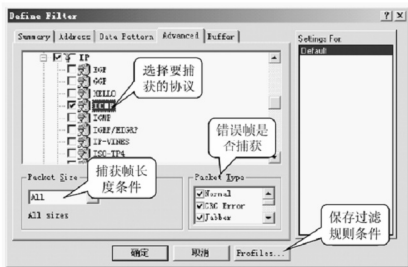 Define Filter
Summary
Address
Data Pattern
Advanced
Buffer
Settings For
Default
IP
选择要捕
获的协议
EGP
GGP
HELLO
ICMP
IGMP
IGRP/EIGRP
IP-VINES
ISO-TP4
错误帧是
否捕获
捕获帧长
度条件
Packet Size
All
All sizes
Packet Type
Normal
CRC Error
Jabber
保存过滤
规则条件
确定
取消
Profiles...